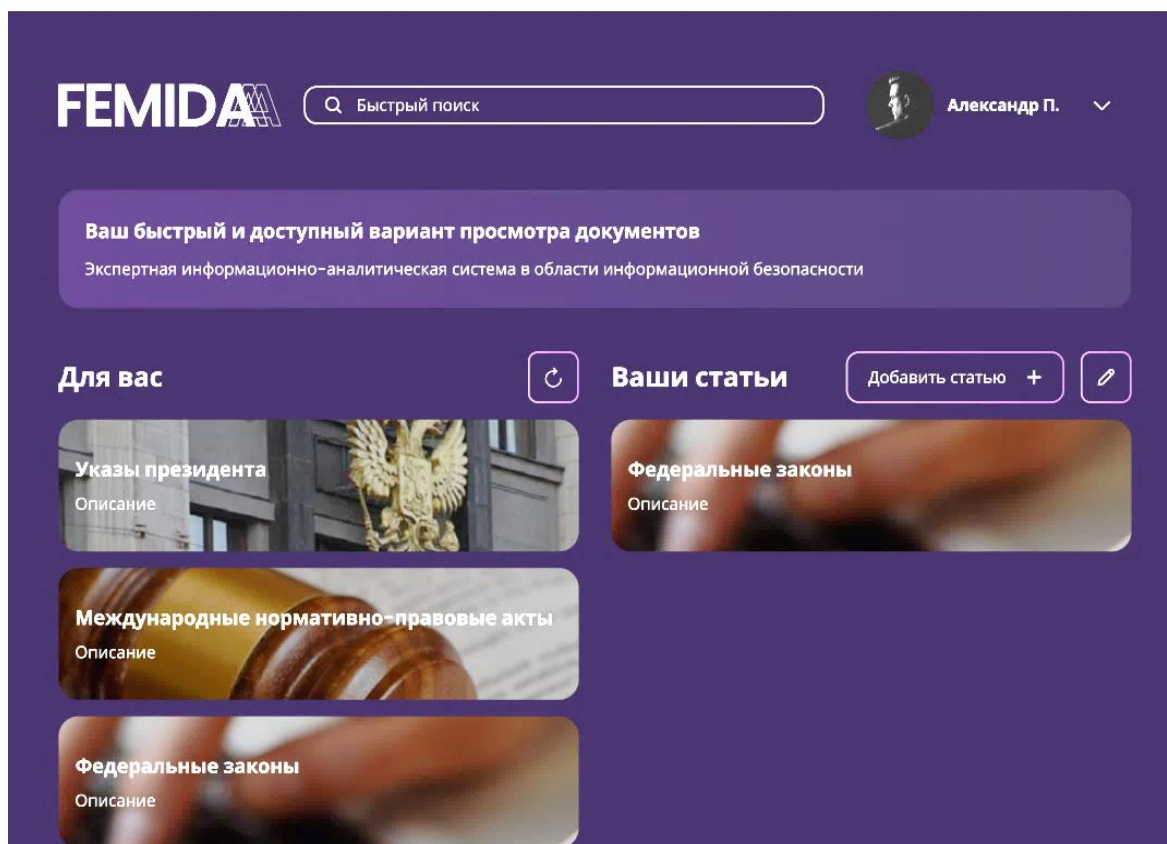 FEMIDA
Быстрый поиск
Александр П.
Ваш быстрый и доступный вариант просмотра документов
Экспертная информационно-аналитическая система в области информационной безопасности
Для вас
Ваши статьи
Добавить статью +
Указы президента
Описание
Федеральные законы
Описание
Международные нормативно-правовые акты
Описание
Федеральные законы
Описание